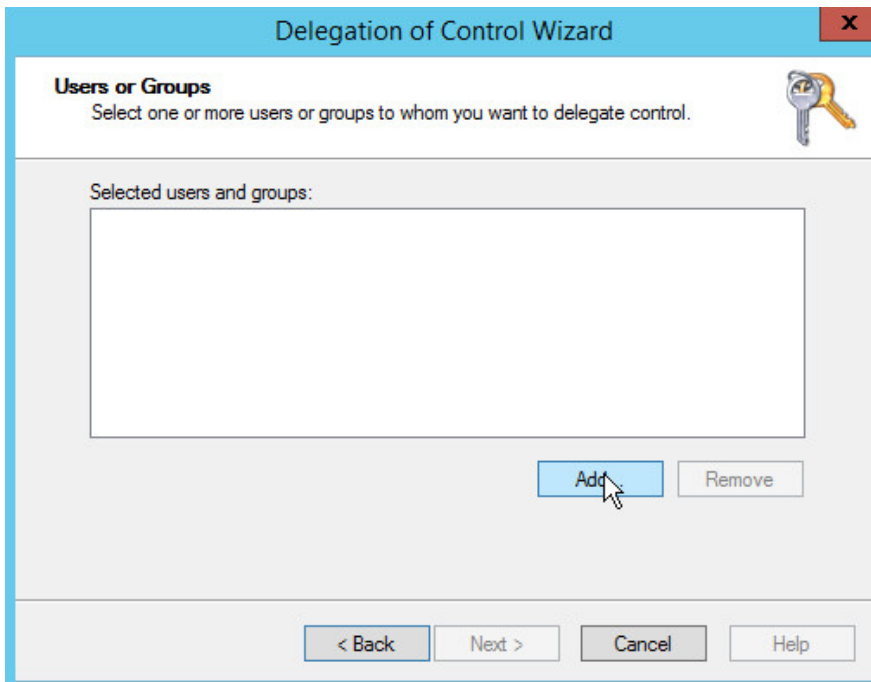 Delegation of Control Wizard
x
Users or Groups
Select one or more users or groups to whom you want to delegate control.
Selected users and groups:
Add..
Remove
< Back
Next >
Cancel
Help